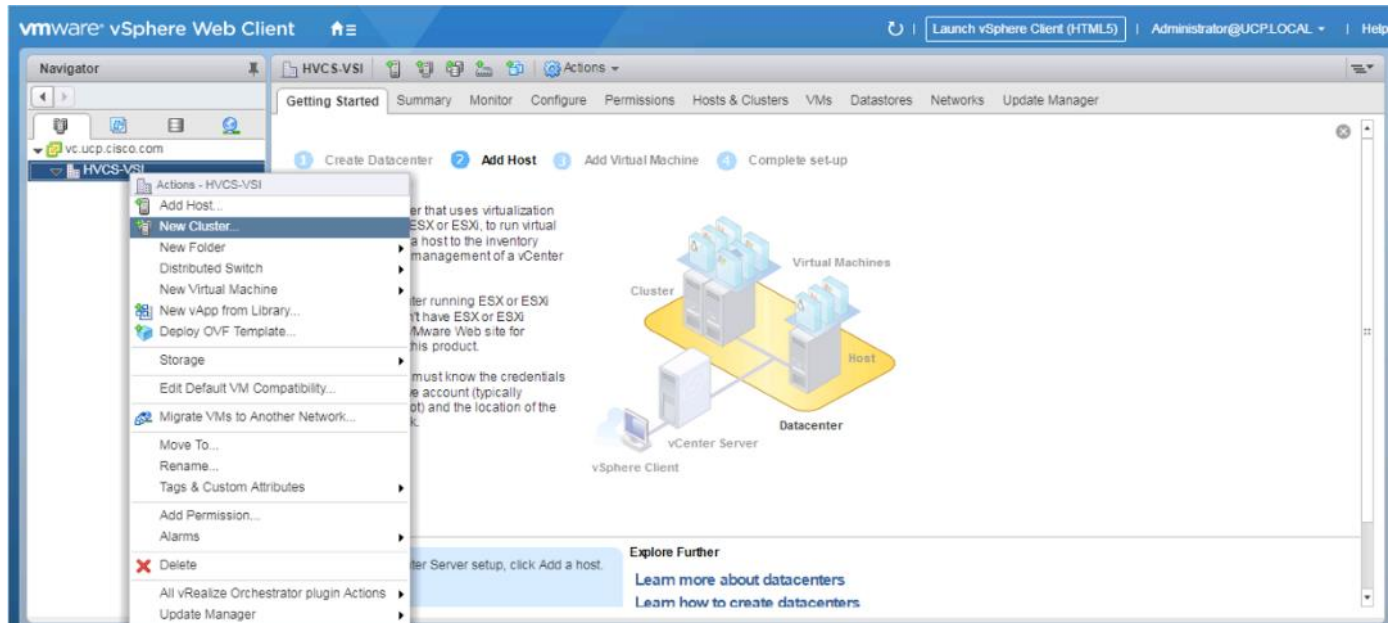 vmware® vSphere Web Client
Launch vSphere Client (HTML5)
Administrator@UCP.LOCAL
Help
Navigator
vc.ucp.cisco.com
HVCS-VSI
HVCS-VSI
Actions
Getting Started Summary Monitor Configure Permissions Hosts & Clusters VMs Datastores Networks Update Manager
1 Create Datacenter 2 Add Host 3 Add Virtual Machine 4 Complete set-up
Actions - HVCS-VSI
Add Host...
New Cluster...
New Folder
Distributed Switch
New Virtual Machine
New vApp from Library...
Deploy OVF Template...
Storage
Edit Default VM Compatibility...
Migrate VMs to Another Network...
Move To...
Rename...
Tags & Custom Attributes
Add Permission...
Alarms
Delete
All vRealize Orchestrator plugin Actions
Update Manager
er that uses virtualization
ESX or ESXi, to run virtual
a host to the inventory
management of a vCenter
ter running ESX or ESXi
n't have ESX or ESXi
VMware Web site for
this product.
must know the credentials
e account (typically
ot) and the location of the
k.
Virtual Machines
Cluster
Host
Datacenter
vCenter Server
vSphere Client
ter Server setup, click Add a host.
Explore Further
Learn more about datacenters
Learn how to create datacenters